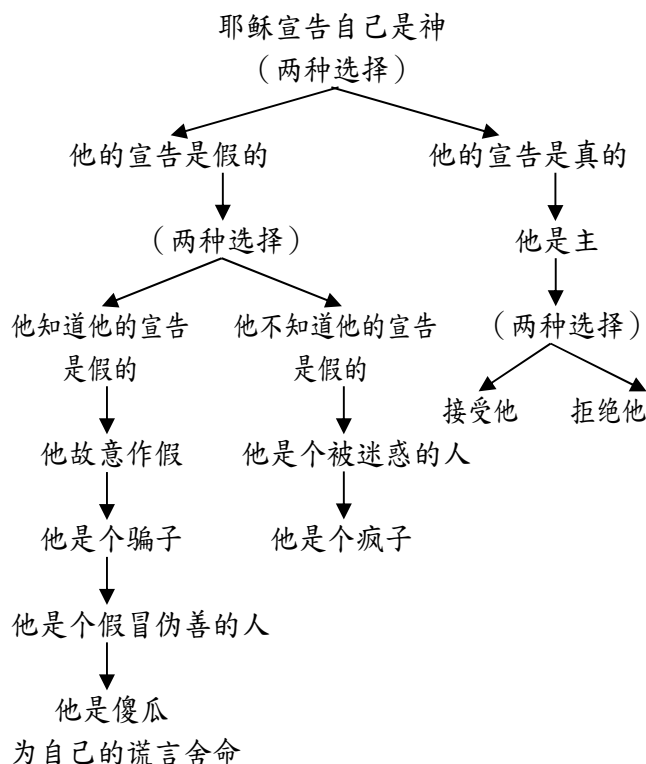 耶稣宣告自己是神
（两种选择）
他的宣告是假的
他的宣告是真的
（两种选择）
他是主
他知道他的宣告
是假的
他不知道他的宣告
是假的
（两种选择）
接受他
拒绝他
他故意作假
他是个被迷惑的人
他是个骗子
他是个疯子
他是个假冒伪善的人
他是傻瓜
为自己的谎言舍命